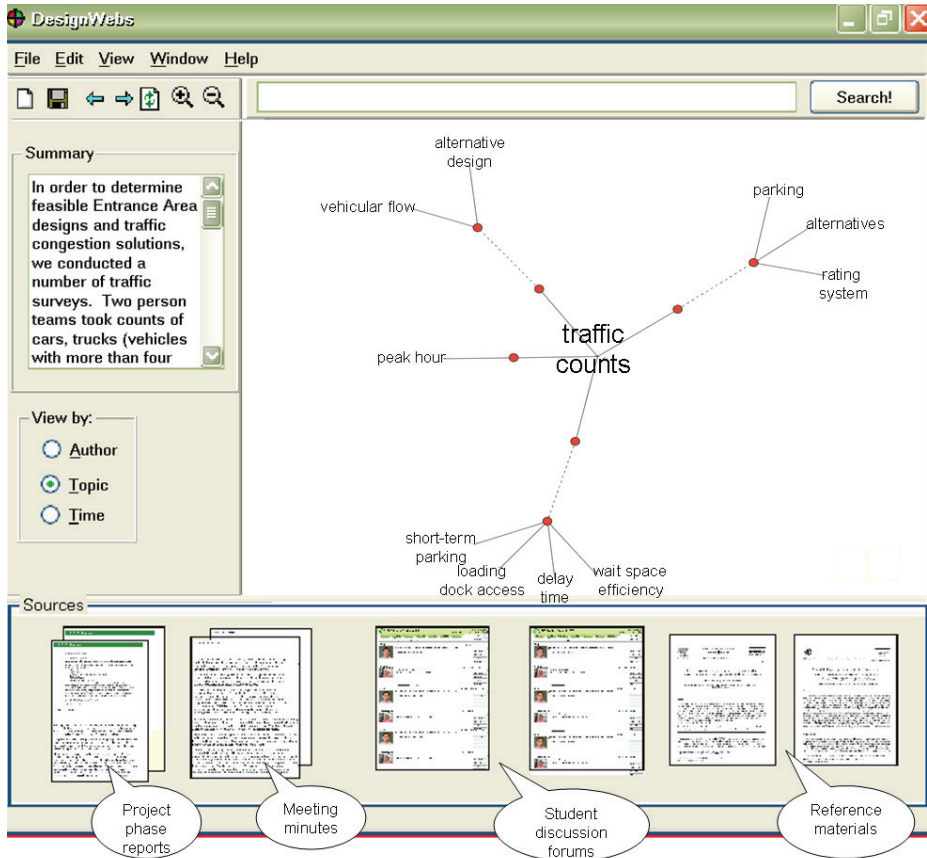 DesignWebs
File Edit View Window Help
Search!
Summary
In order to determine
feasible Entrance Area
designs and traffic
congestion solutions,
we conducted a
number of traffic
surveys. Two person
teams took counts of
cars, trucks (vehicles
with more than four
View by:
Author
Topic
Time
alternative
design
vehicular flow
parking
alternatives
rating
system
traffic
counts
peak hour
short-term
parking
loading
dock access
delay
time
wait space
efficiency
Sources
Project
phase
reports
Meeting
minutes
Student
discussion
forums
Reference
materials